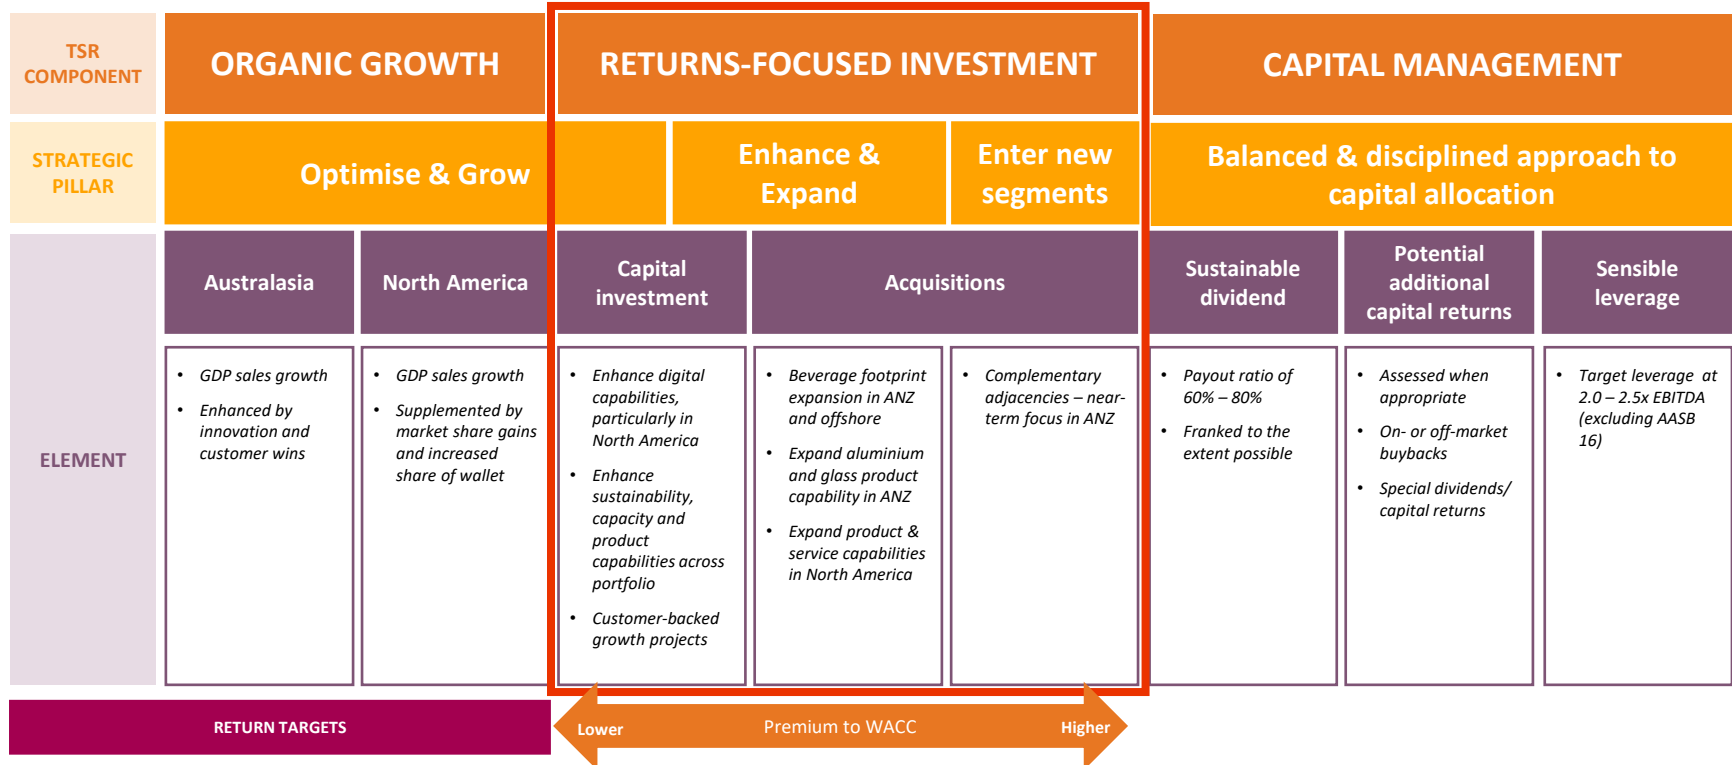 TSR
COMPONENT
ORGANIC GROWTH
RETURNS-FOCUSED INVESTMENT
CAPITAL MANAGEMENT
STRATEGIC
PILLAR
Optimise & Grow
Enhance &
Expand
Enter new
segments
Balanced & disciplined approach to
capital allocation
ELEMENT
Australasia
North America
Capital
investment
Acquisitions
Sustainable
dividend
Potential
additional
capital returns
Sensible
leverage
• GDP sales growth
• Enhanced by
innovation and
customer wins
• GDP sales growth
• Supplemented by
market share gains
and increased
share of wallet
• Enhance digital
capabilities,
particularly in
North America
• Enhance
sustainability,
capacity and
product
capabilities across
portfolio
• Customer-backed
growth projects
• Beverage footprint
expansion in ANZ
and offshore
• Expand aluminium
and glass product
capability in ANZ
• Expand product &
service capabilities
in North America
• Complementary
adjacencies – near-
term focus in ANZ
• Payout ratio of
60% – 80%
• Franked to the
extent possible
• Assessed when
appropriate
• On- or off-market
buybacks
• Special dividends/
capital returns
• Target leverage at
2.0 – 2.5x EBITDA
(excluding AASB
16)
RETURN TARGETS
Lower
Premium to WACC
Higher